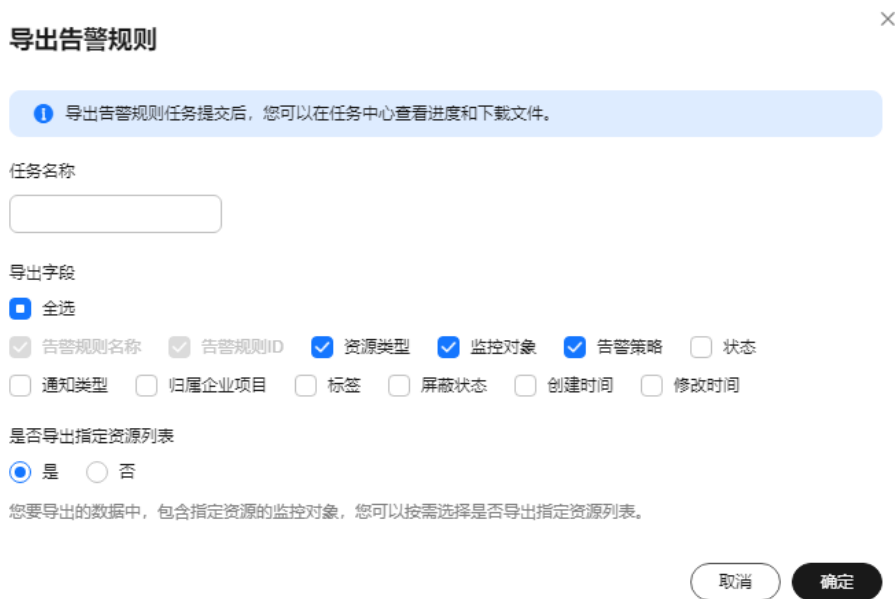 导出告警规则
导出告警规则任务提交后，您可以在任务中心查看进度和下载文件。
任务名称
导出字段
全选
告警规则名称 告警规则ID 资源类型 监控对象 告警策略 状态
通知类型 归属企业项目 标签 屏蔽状态 创建时间 修改时间
是否导出指定资源列表
是 否
您要导出的数据中，包含指定资源的监控对象，您可以按需选择是否导出指定资源列表。
取消 确定